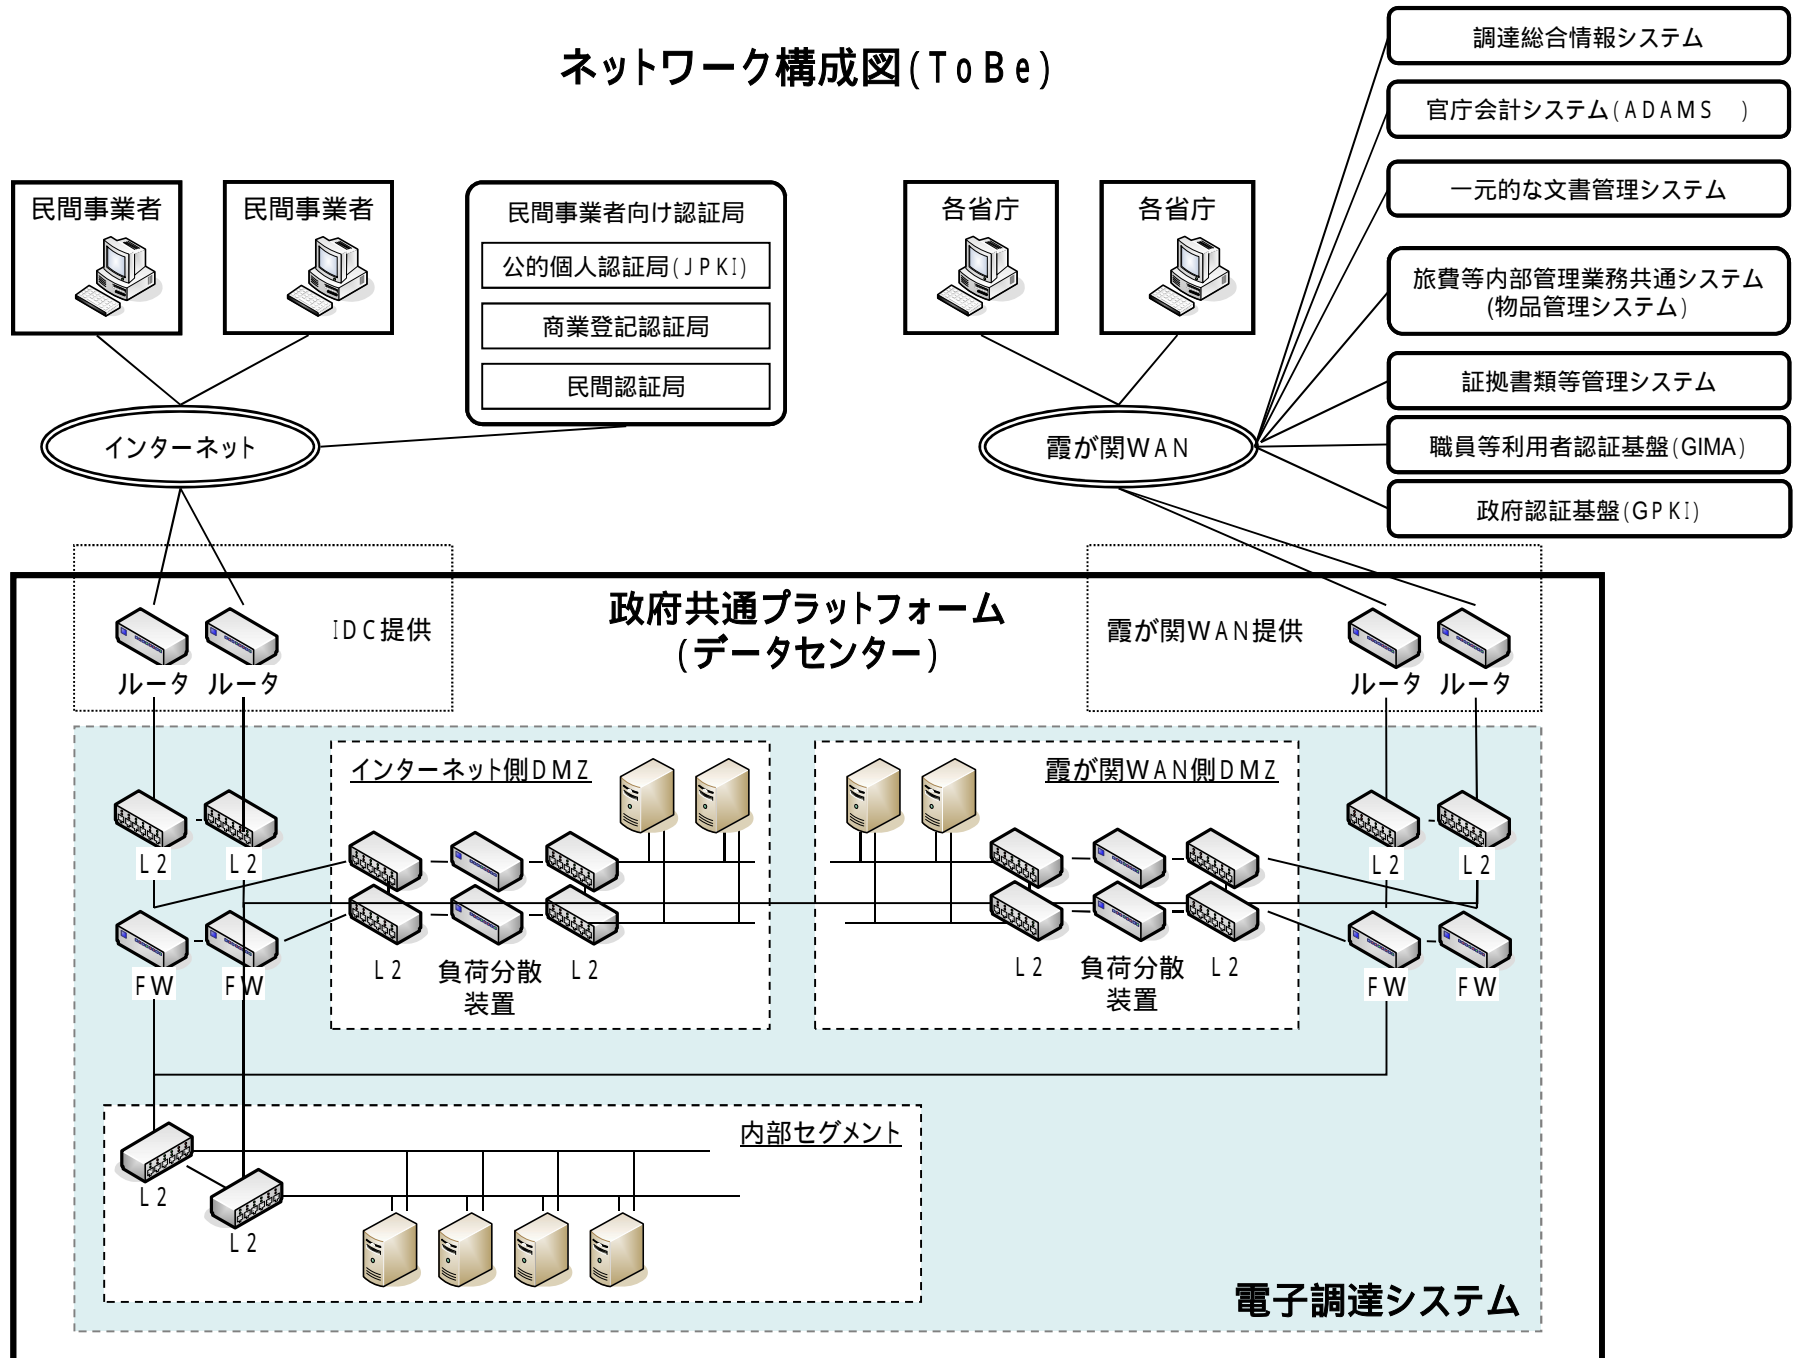 ネットワーク構成図(ToBe)
調達総合情報システム
官庁会計システム(ADAMS　)
一元的な文書管理システム
旅費等内部管理業務共通システム
(物品管理システム)
証拠書類等管理システム
職員等利用者認証基盤(GIMA)
政府認証基盤(GPKI)
民間事業者
民間事業者
民間事業者向け認証局
公的個人認証局(JPKI)
商業登記認証局
民間認証局
各省庁
各省庁
インターネット
霞が関WAN
政府共通プラットフォーム
(データセンター)
IDC提供
ルータ
ルータ
霞が関WAN提供
ルータ
ルータ
インターネット側DMZ
霞が関WAN側DMZ
L2
L2
L2
L2
FW
FW
L2
負荷分散
装置
L2
L2
負荷分散
装置
L2
FW
FW
内部セグメント
L2
L2
電子調達システム